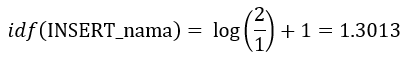 idf(INSERT_nama) = log(2/1) + 1 = 1.3013